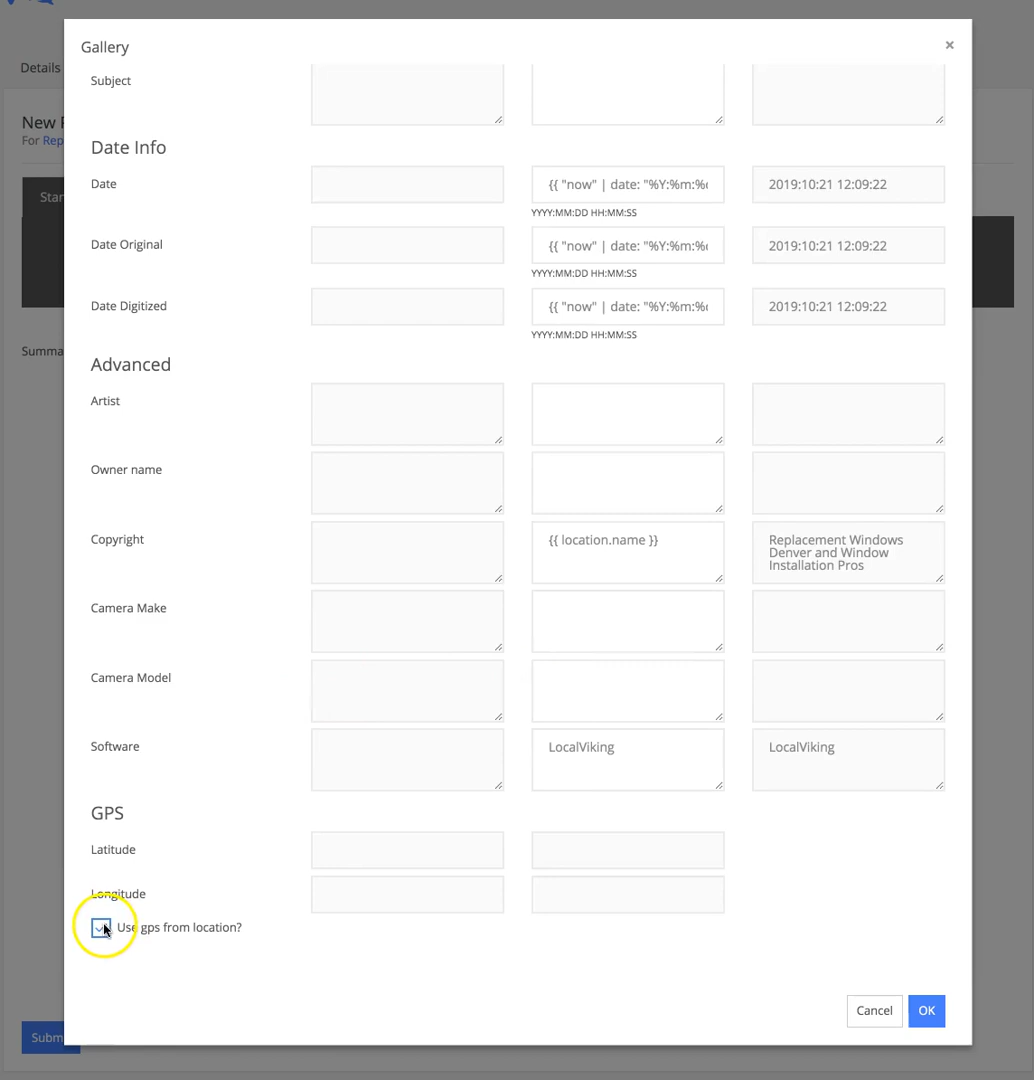 Gallery
×
Details
Subject
New
For Rep
Date Info
Date
{{ "now" | date: "%Y:%m:%
2019:10:21 12:09:22
YYYY:MM:DD HH:MM:SS
Star
Date Original
{{ "now" | date: "%Y:%m:%
2019:10:21 12:09:22
YYYY:MM:DD HH:MM:SS
Date Digitized
{{ "now" | date: "%Y:%m:%
2019:10:21 12:09:22
YYYY:MM:DD HH:MM:SS
Summa
Advanced
Artist
Owner name
Copyright
{{ location.name }}
Replacement Windows
Denver and Window
Installation Pros
Camera Make
Camera Model
Software
LocalViking
LocalViking
GPS
Latitude
Longitude
Use gps from location?
Cancel
OK
Subm